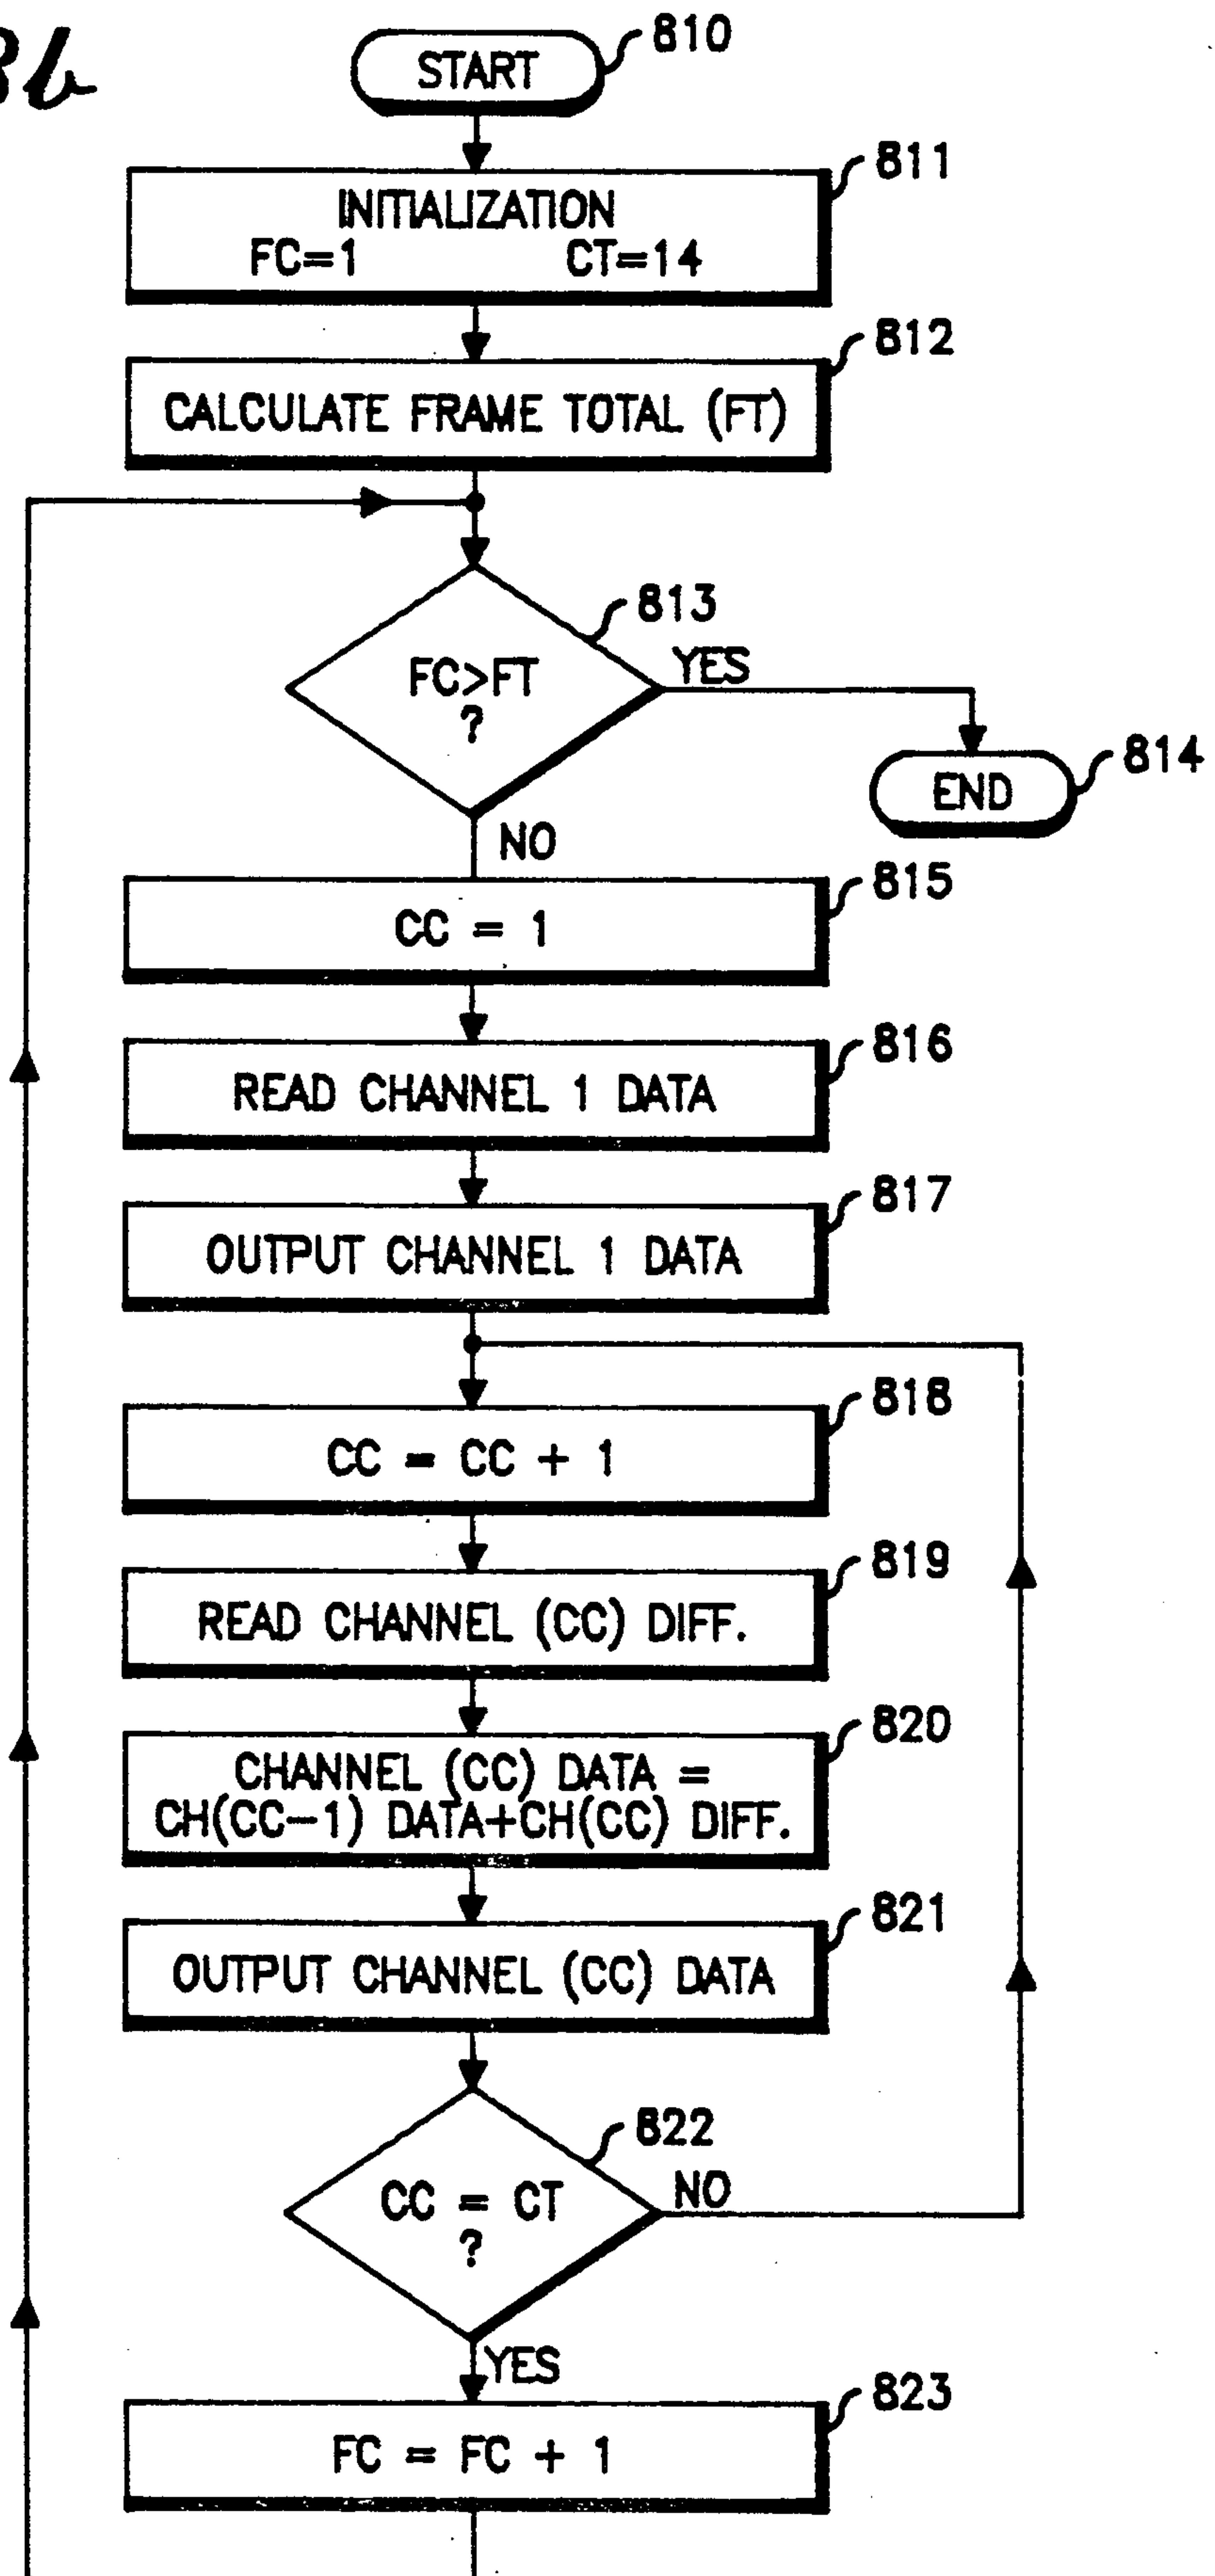 8b
START
810
INITIALIZATION
FC=1 CT=14
811
CALCULATE FRAME TOTAL (FT)
812
FC>FT
?
813
YES
END
814
NO
CC = 1
815
READ CHANNEL 1 DATA
816
OUTPUT CHANNEL 1 DATA
817
CC = CC + 1
818
READ CHANNEL (CC) DIFF.
819
CHANNEL (CC) DATA =
CH(CC-1) DATA+CH(CC) DIFF.
820
OUTPUT CHANNEL (CC) DATA
821
CC = CT
?
822
NO
YES
FC = FC + 1
823